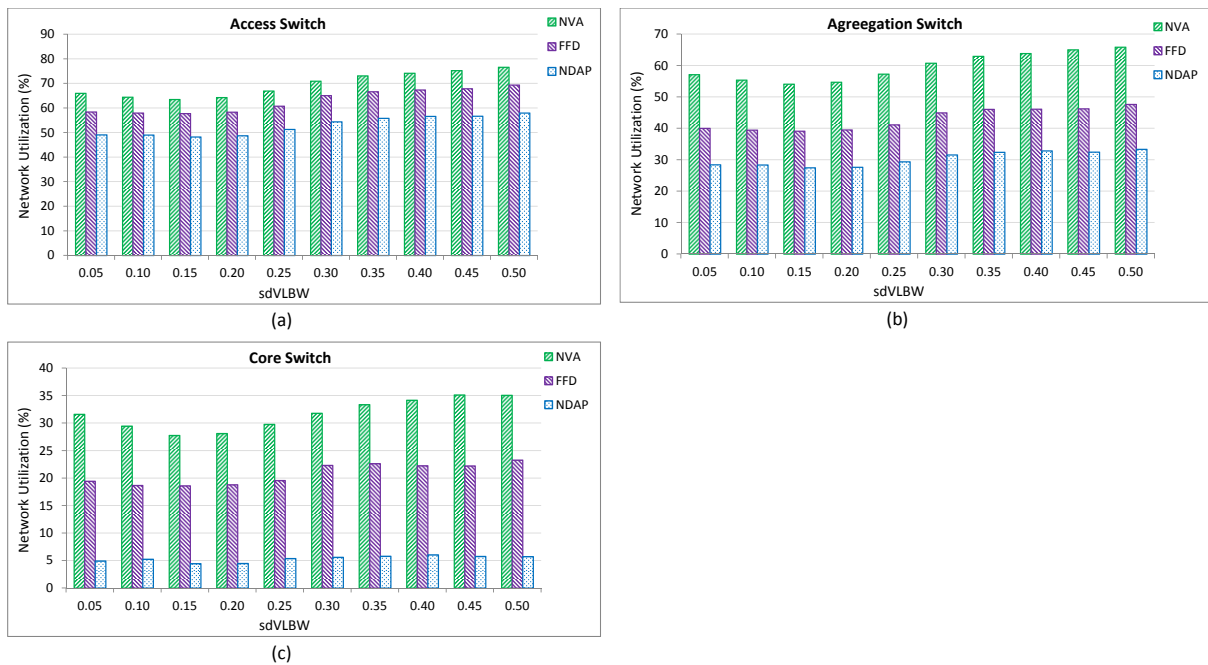 Access Switch
Network Utilization (%)
90
80
70
60
50
40
30
20
10
0
0.05 0.10 0.15 0.20 0.25 0.30 0.35 0.40 0.45 0.50
sdVLBW
NVA
FFD
NDAP
(a)
Agreegation Switch
Network Utilization (%)
70
60
50
40
30
20
10
0
0.05 0.10 0.15 0.20 0.25 0.30 0.35 0.40 0.45 0.50
sdVLBW
NVA
FFD
NDAP
(b)
Core Switch
Network Utilization (%)
40
35
30
25
20
15
10
5
0
0.05 0.10 0.15 0.20 0.25 0.30 0.35 0.40 0.45 0.50
sdVLBW
NVA
FFD
NDAP
(c)